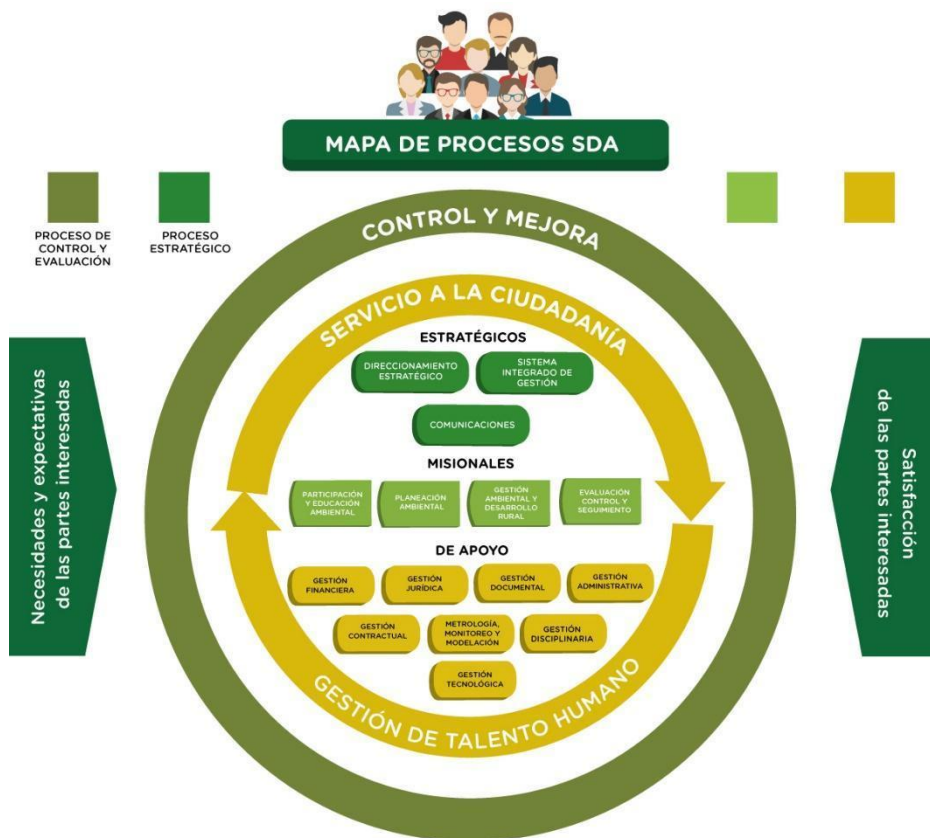 MAPA DE PROCESOS SDA
PROCESO DE
CONTROL Y
EVALUACIÓN
PROCESO
ESTRATÉGICO
CONTROL Y MEJORA
SERVICIO A LA CIUDADANÍA
Necesidades y expectativas
de las partes interesadas
ESTRATÉGICOS
DIRECCIONAMIENTO
ESTRATÉGICO
SISTEMA
INTEGRADO DE
GESTIÓN
COMUNICACIONES
MISIONALES
PARTICIPACIÓN
Y EDUCACIÓN
AMBIENTAL
PLANEACIÓN
AMBIENTAL
GESTIÓN
AMBIENTAL Y
DESARROLLO
RURAL
EVALUACIÓN
CONTROL Y
SEGUIMIENTO
DE APOYO
GESTIÓN
FINANCIERA
GESTIÓN
JURÍDICA
GESTIÓN
DOCUMENTAL
GESTIÓN
ADMINISTRATIVA
GESTIÓN
CONTRACTUAL
METROLOGÍA,
MONITOREO Y
MODELACIÓN
GESTIÓN
DISCIPLINARIA
GESTIÓN
TECNOLÓGICA
GESTIÓN DE TALENTO HUMANO
Satisfacción
de las partes interesadas